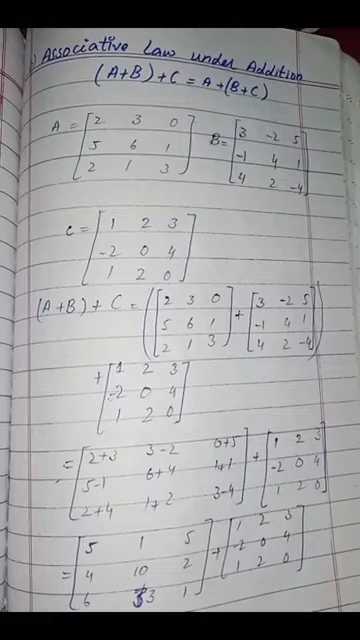 Associative Law under Addition
(A+B)+C = A+(B+C)
A = [2 3 0
5 6 1
2 1 3]
B = [3 -2 5
-1 4 1
4 2 -4]
C = [1 2 3
-2 0 4
1 2 0]
(A+B)+C = ([2 3 0
5 6 1
2 1 3] + [3 -2 5
-1 4 1
4 2 -4])
+ [1 2 3
-2 0 4
1 2 0]
= [2+3 3-2 0+5
5-1 6+4 1+1
2+4 1+2 3-4] + [1 2 3
-2 0 4
1 2 0]
= [5 1 5
4 10 2
6 3 1] + [1 2 3
-2 0 4
1 2 0]